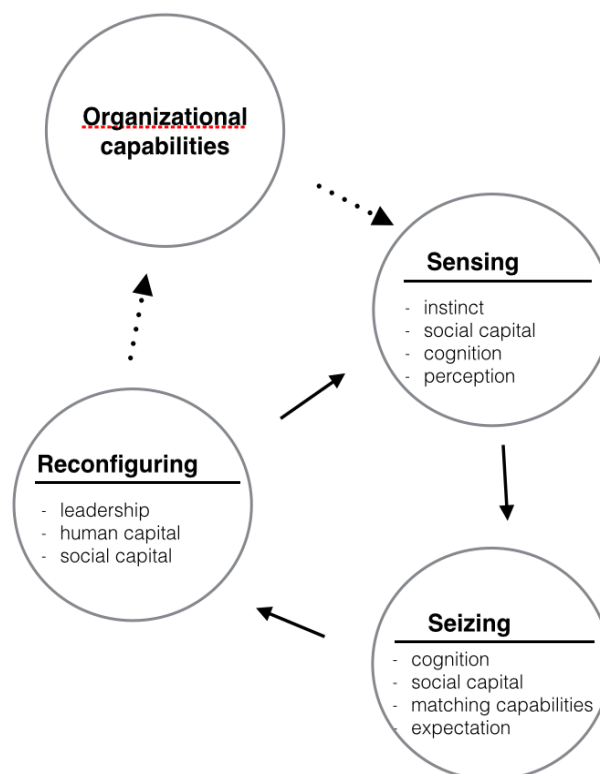 Organizational
capabilities
Sensing
- instinct
- social capital
- cognition
- perception
Reconfiguring
- leadership
- human capital
- social capital
Seizing
- cognition
- social capital
- matching capabilities
- expectation